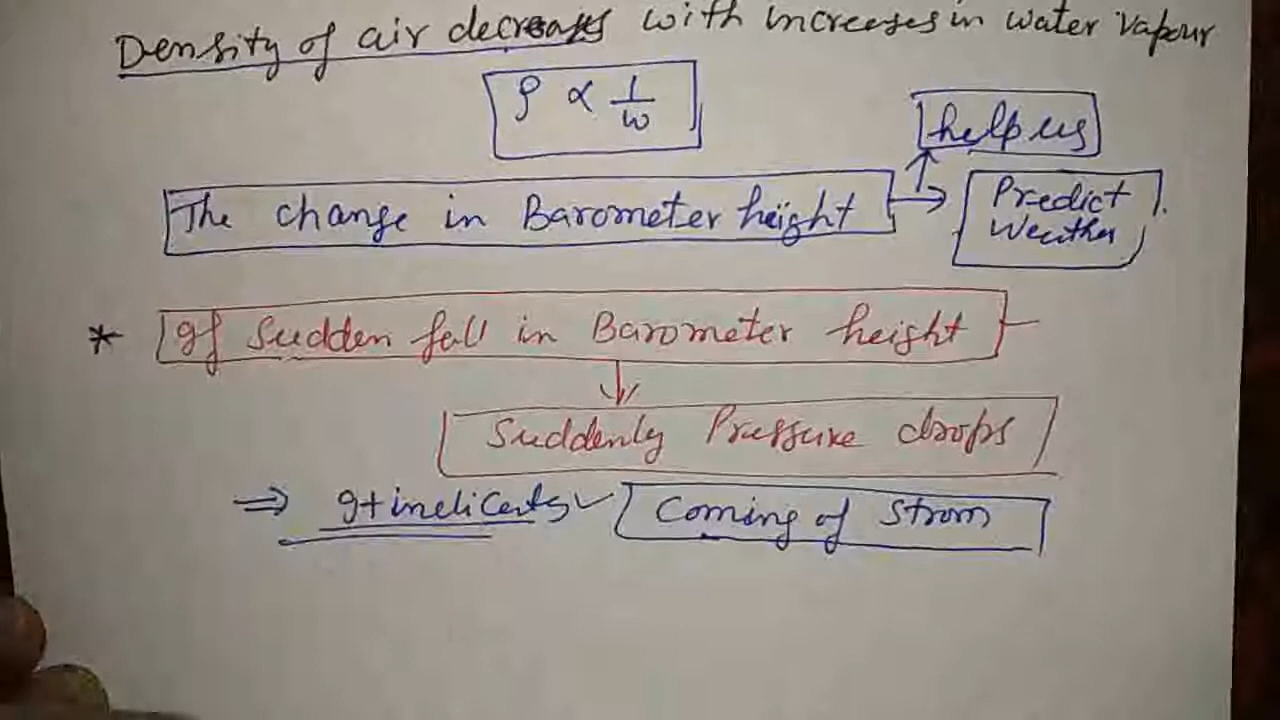 Density of air decreases with increases in water vapour
ρ ∝ 1/w
help us
The change in Barometer height → Predict Weather
* If Sudden fall in Barometer height
Suddenly Pressure drops
⇒ It indicates Coming of Strom